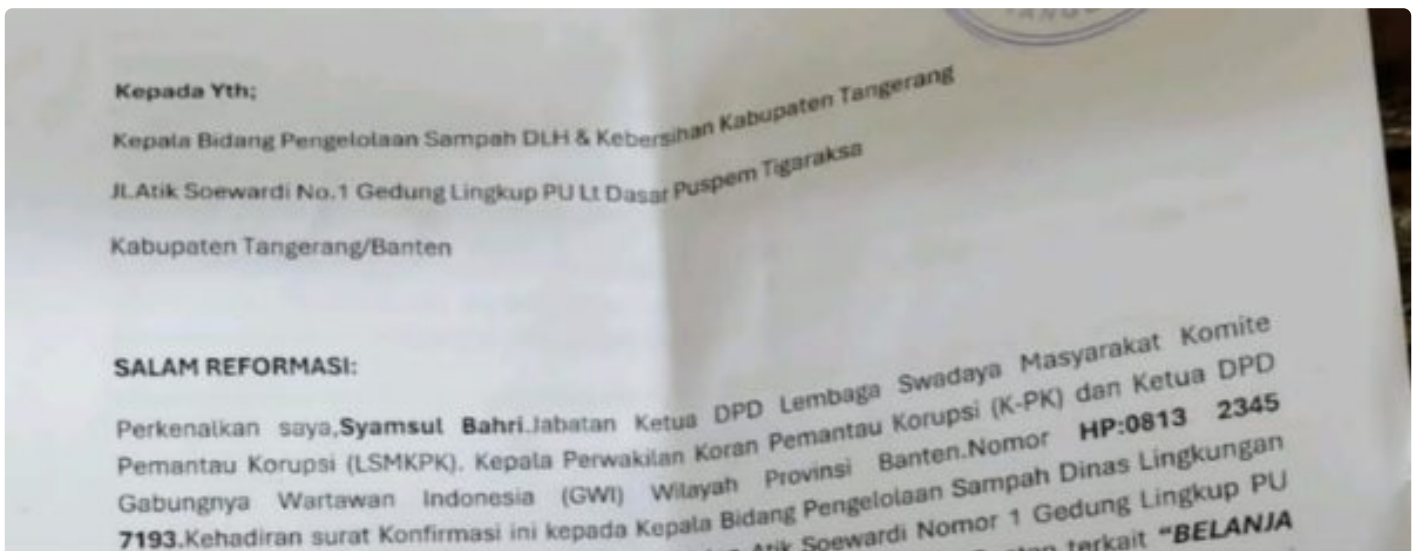 Kepada Yth;
Kepala Bidang Pengelolaan Sampah DLH & Kebersihan Kabupaten Tangerang
Jl.Atik Soewardi No.1 Gedung Lingkup PU Lt Dasar Puspem Tigaraksa
Kabupaten Tangerang/Banten
SALAM REFORMASI:
Perkenalkan saya,Syamsul Bahri.Jabatan Ketua DPD Lembaga Swadaya Masyarakat Komite
Pemantau Korupsi (LSMKPK). Kepala Perwakilan Koran Pemantau Korupsi (K-PK) dan Ketua DPD
Gabungnya Wartawan Indonesia (GWI) Wilayah Provinsi Banten.Nomor HP:0813 2345
7193.Kehadiran surat Konfirmasi ini kepada Kepala Bidang Pengelolaan Sampah Dinas Lingkungan
Atik Soewardi Nomor 1 Gedung Lingkup PU
terkait "BELANJA